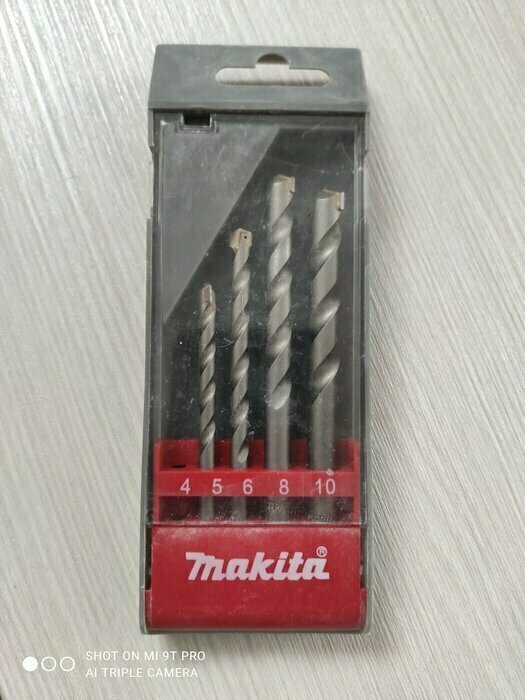 4 5 6 8 10
makita®
SHOT ON MI 9T PRO
AI TRIPLE CAMERA